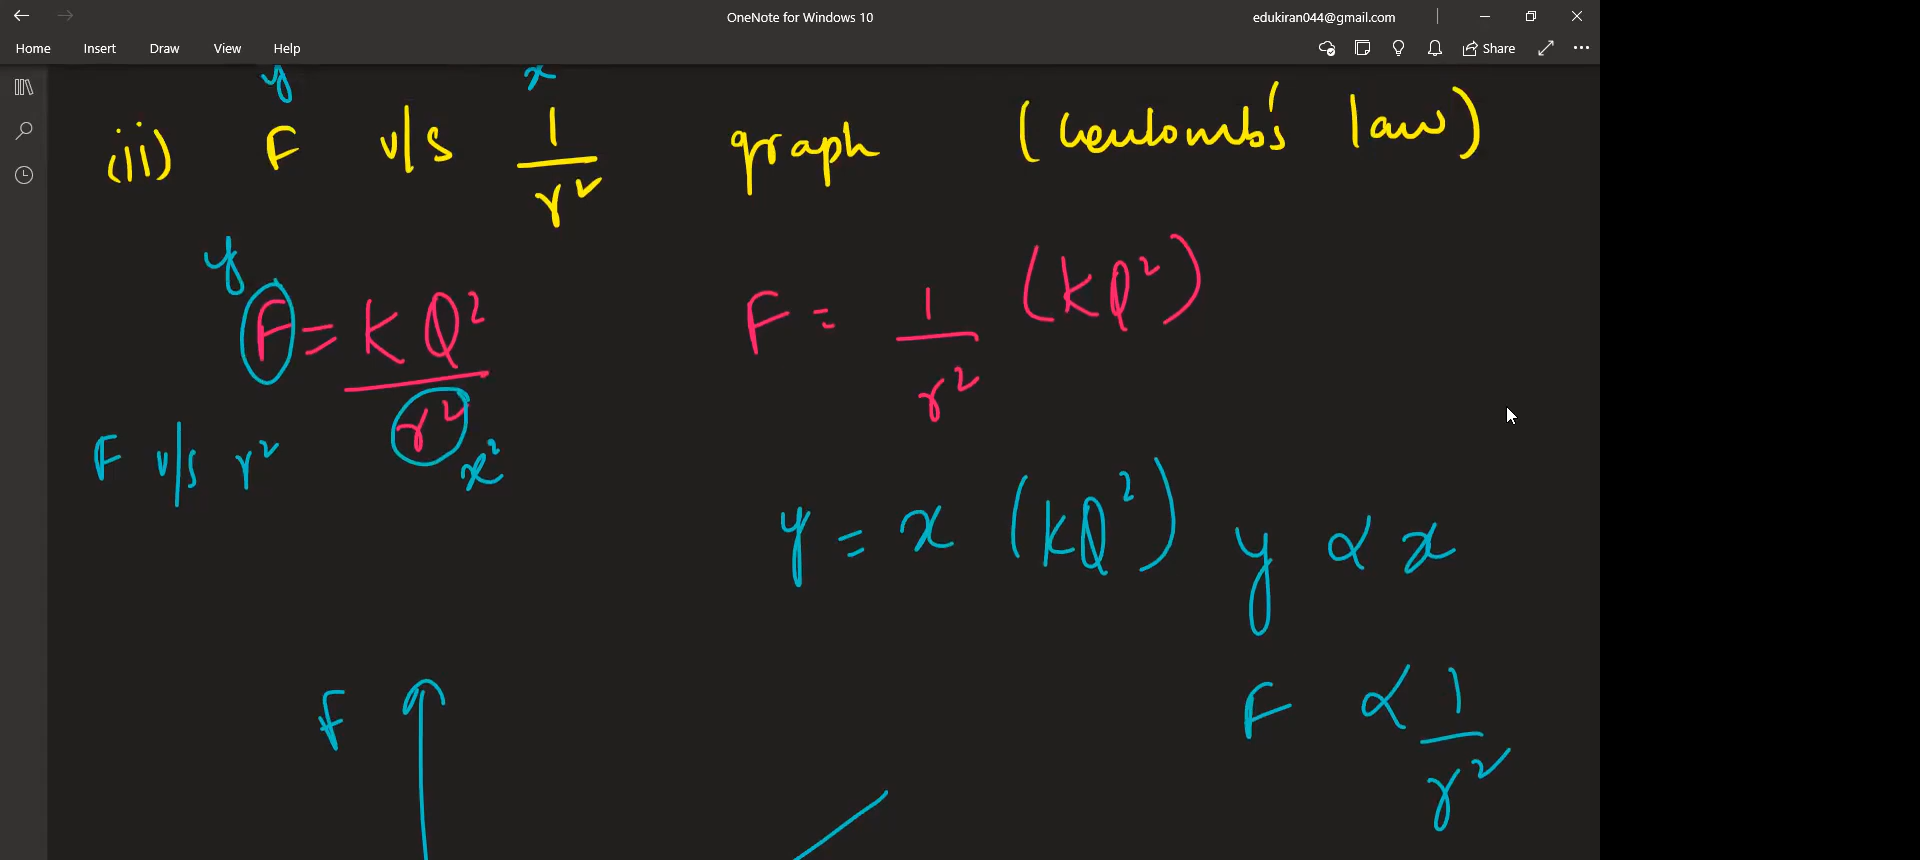 OneNote for Windows 10
edukiran044@gmail.com
Home Insert Draw View Help
Share
y x
(ii) F v/s 1/r² graph (Coulomb's law)
y
F = KQ²/r² F = 1/r² (KQ²)
F v/s r² x²
y = x (KQ²) y ∝ x
F F ∝ 1/r²